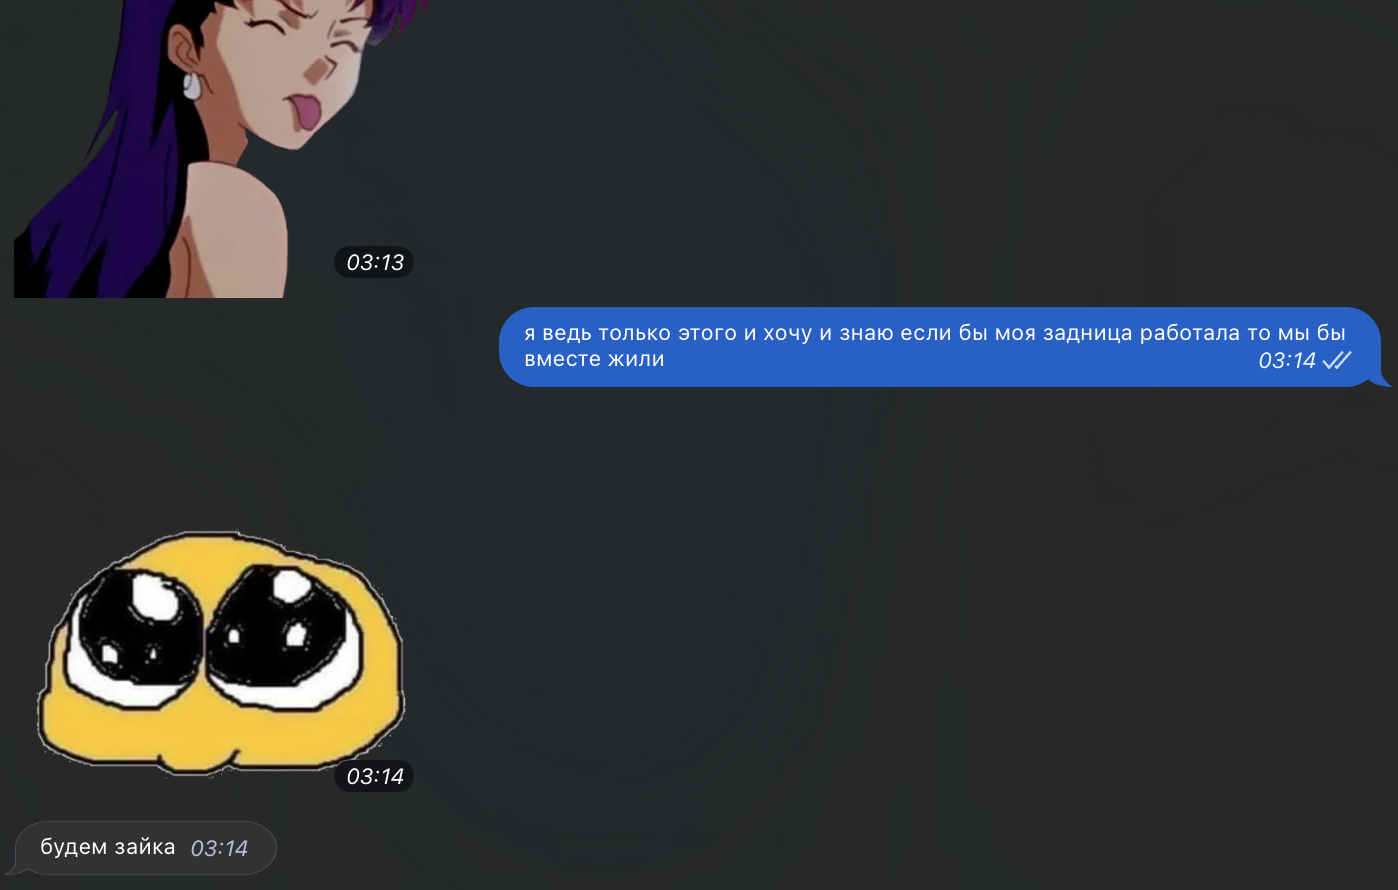 03:13
я ведь только этого и хочу и знаю если бы моя задница работала то мы бы
вместе жили 03:14
03:14
будем зайка 03:14